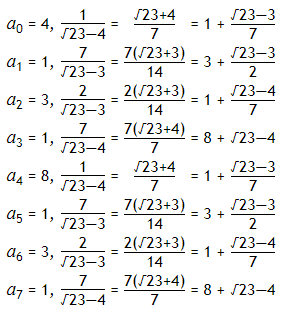 a₀ = 4, 1/(√23−4) = (√23+4)/7 = 1 + (√23−3)/7
a₁ = 1, 7/(√23−3) = 7(√23+3)/14 = 3 + (√23−3)/2
a₂ = 3, 2/(√23−3) = 2(√23+3)/14 = 1 + (√23−4)/7
a₃ = 1, 7/(√23−4) = 7(√23+4)/7 = 8 + √23−4
a₄ = 8, 1/(√23−4) = (√23+4)/7 = 1 + (√23−3)/7
a₅ = 1, 7/(√23−3) = 7(√23+3)/14 = 3 + (√23−3)/2
a₆ = 3, 2/(√23−3) = 2(√23+3)/14 = 1 + (√23−4)/7
a₇ = 1, 7/(√23−4) = 7(√23+4)/7 = 8 + √23−4